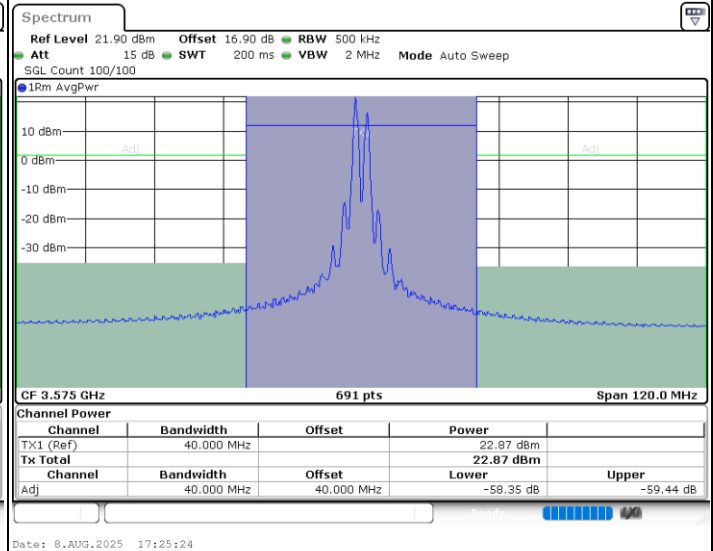 Spectrum
Ref Level 21.90 dBm Offset 16.90 dB RBW 500 kHz
Att 15 dB SWT 200 ms VBW 2 MHz Mode Auto Sweep
SGL Count 100/100
1Rm AvgPwr
10 dBm
Adj Adj
0 dBm
-10 dBm
-20 dBm
-30 dBm
CF 3.575 GHz 691 pts Span 120.0 MHz
Channel Power
Channel Bandwidth Offset Power
TX1 (Ref) 40.000 MHz 22.87 dBm
Tx Total 22.87 dBm
Channel Bandwidth Offset Lower Upper
Adj 40.000 MHz 40.000 MHz -58.35 dB -59.44 dB
Ready
Date: 8.AUG.2025 17:25:24